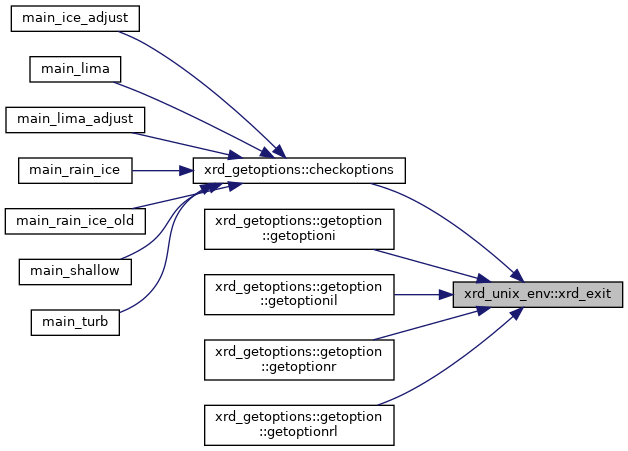 main_ice_adjust
main_lima
main_lima_adjust
main_rain_ice
main_rain_ice_old
main_shallow
main_turb
xrd_getoptions::checkoptions
xrd_getoptions::getoption
::getoptioni
xrd_getoptions::getoption
::getoptionil
xrd_getoptions::getoption
::getoptionr
xrd_getoptions::getoption
::getoptionrl
xrd_unix_env::xrd_exit